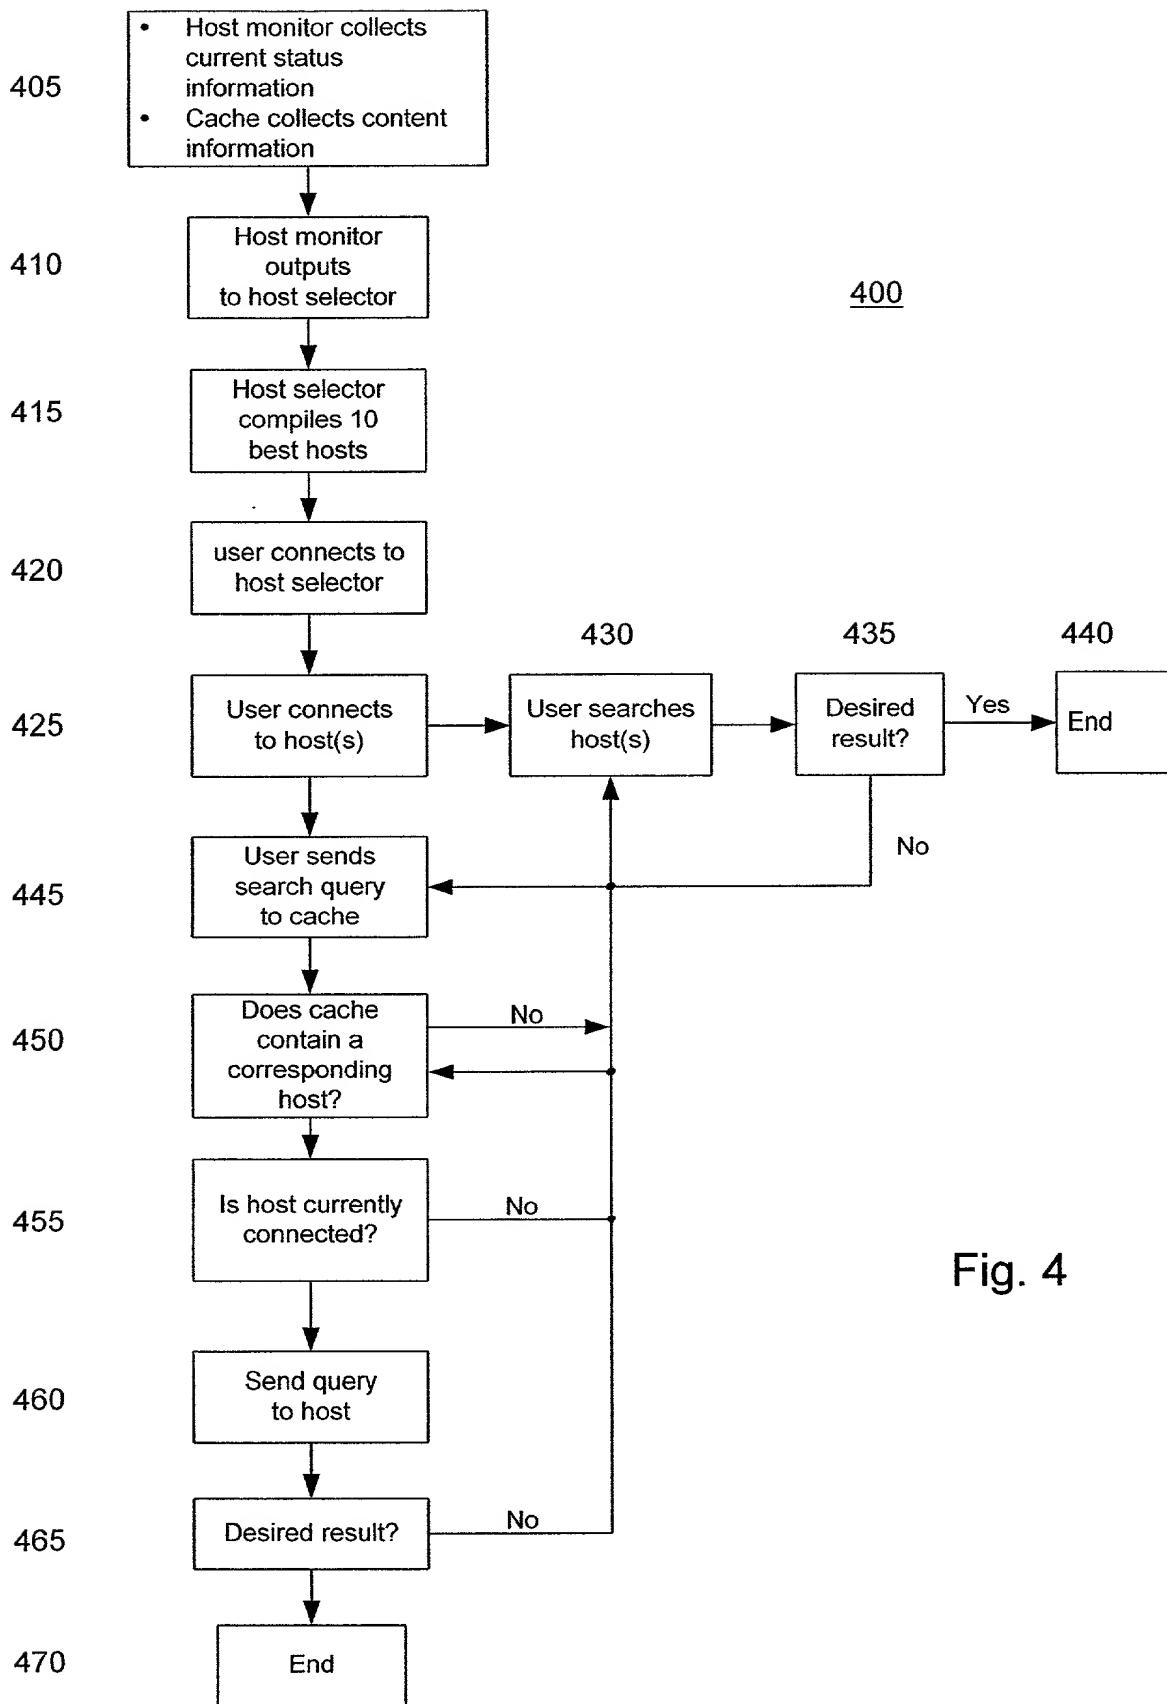 • Host monitor collects
current status
information
405
• Cache collects content
information
Host monitor
outputs
to host selector
410
400
Host selector
compiles 10
best hosts
415
user connects to
host selector
420
430
435
440
User connects
to host(s)
425
User searches
host(s)
Desired
result?
Yes
End
No
User sends
search query
to cache
445
Does cache
contain a
corresponding
host?
450
No
Is host currently
connected?
455
No
Fig. 4
Send query
to host
460
Desired result?
465
No
End
470